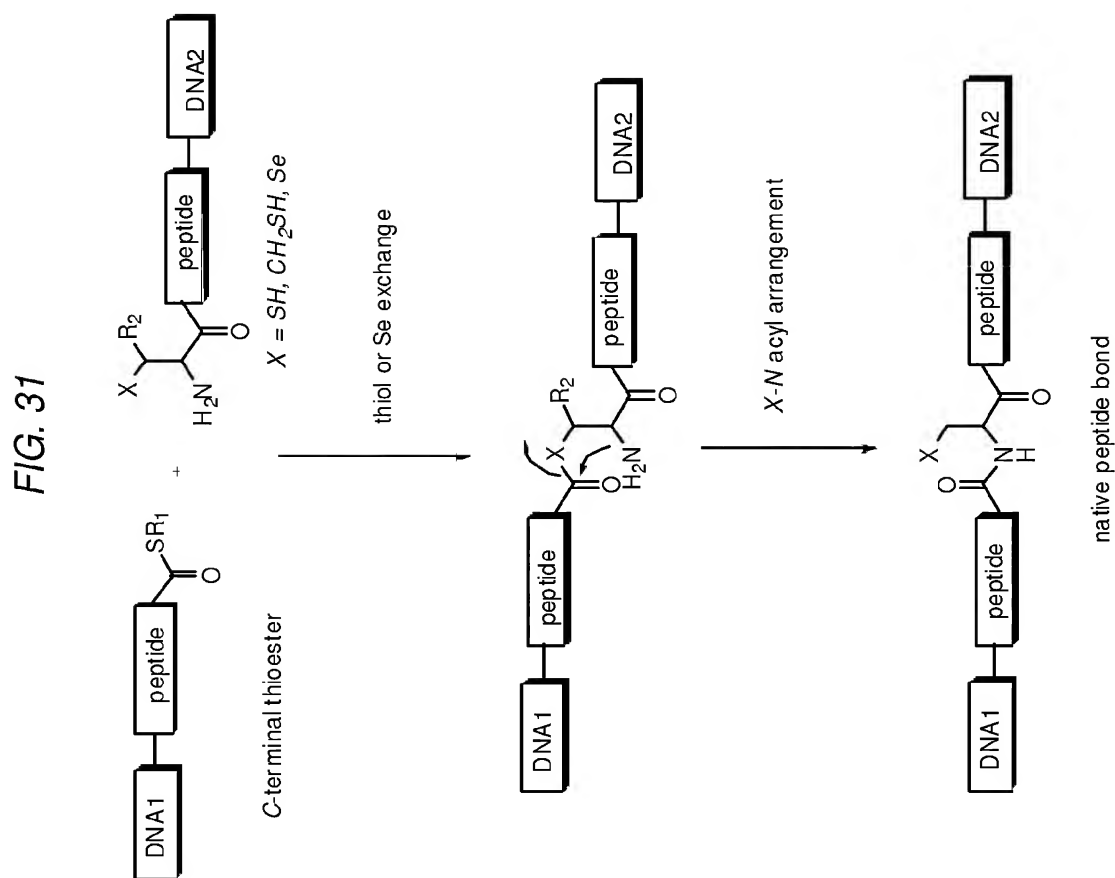 FIG. 31
DNA1 peptide SR1 O
+
X R2 H2N O peptide DNA2
C-terminal thioester
X = SH, CH2SH, Se
thiol or Se exchange
DNA1 peptide O X R2 H2N O peptide DNA2
X-N acyl arrangement
DNA1 peptide O X N H O peptide DNA2
native peptide bond